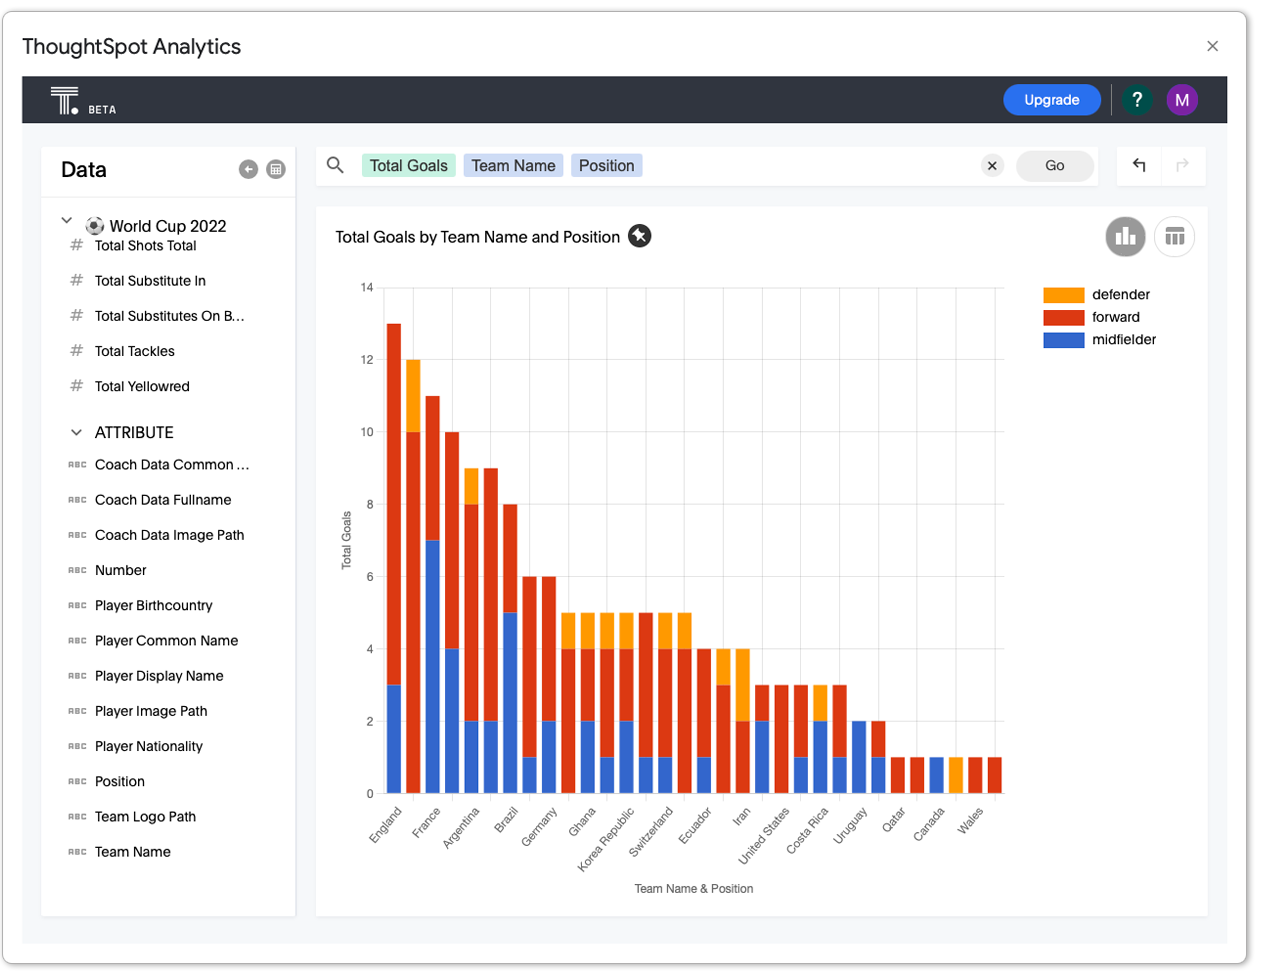 ThoughtSpot Analytics
BETA
Upgrade
?
M
Data
Total Goals
Team Name
Position
Go
World Cup 2022
# Total Shots Total
# Total Substitute In
# Total Substitutes On B...
# Total Tackles
# Total Yellowred
ATTRIBUTE
ABC Coach Data Common ...
ABC Coach Data Fullname
ABC Coach Data Image Path
ABC Number
ABC Player Birthcountry
ABC Player Common Name
ABC Player Display Name
ABC Player Image Path
ABC Player Nationality
ABC Position
ABC Team Logo Path
ABC Team Name
Total Goals by Team Name and Position
defender
forward
midfielder
Total Goals
14
12
10
8
6
4
2
0
England
France
Argentina
Brazil
Germany
Ghana
Korea Republic
Switzerland
Ecuador
Iran
United States
Costa Rica
Uruguay
Qatar
Canada
Wales
Team Name & Position